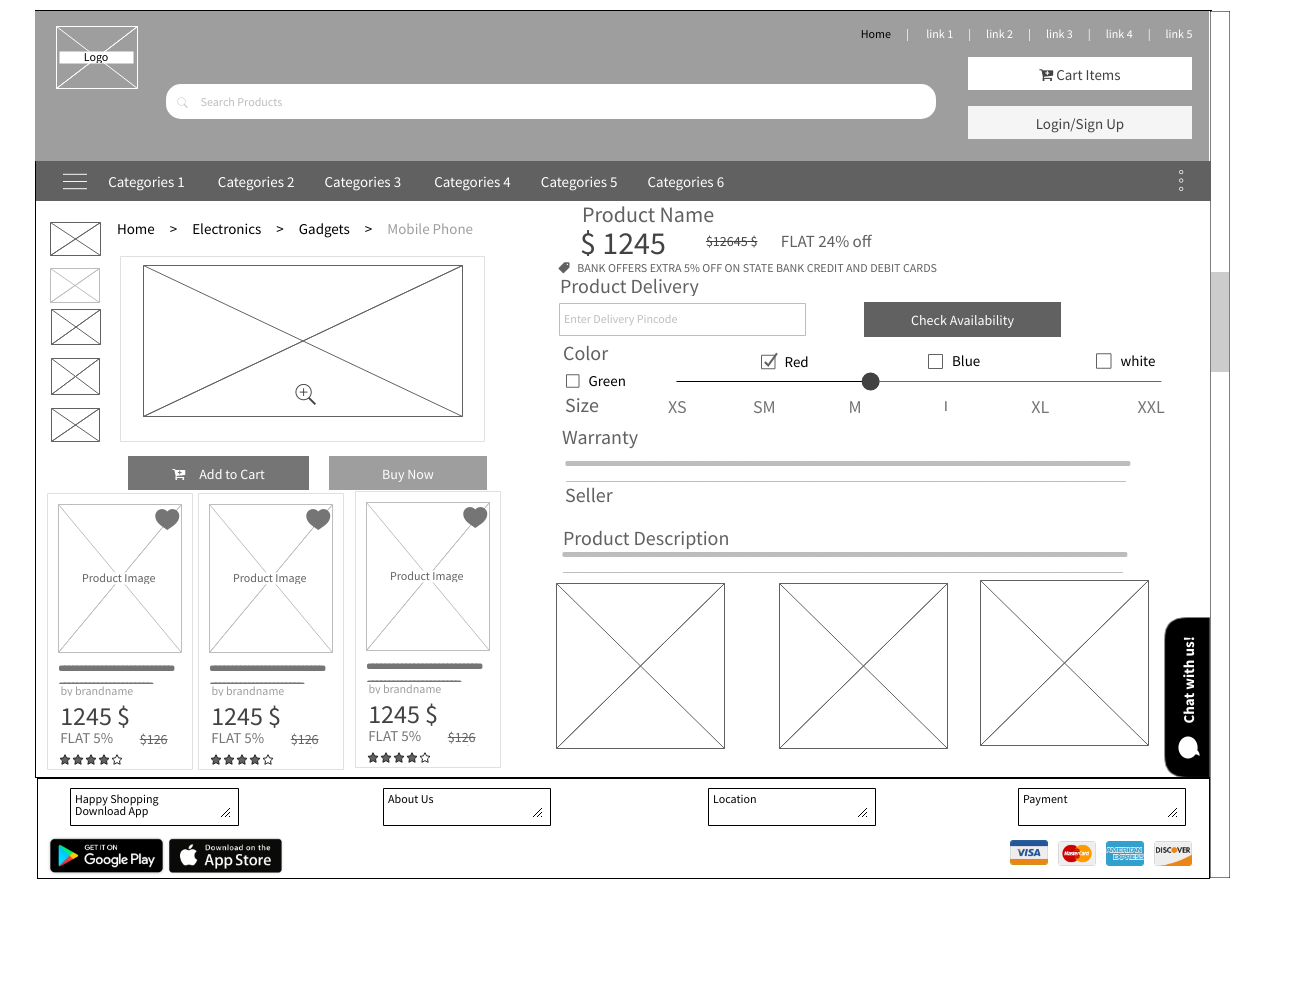 Home | link 1 | link 2 | link 3 | link 4 | link 5
Logo
Cart Items
Search Products
Login/Sign Up
Categories 1 Categories 2 Categories 3 Categories 4 Categories 5 Categories 6
Home > Electronics > Gadgets > Mobile Phone
Product Name
$ 1245 $12645 $ FLAT 24% off
BANK OFFERS EXTRA 5% OFF ON STATE BANK CREDIT AND DEBIT CARDS
Product Delivery
Enter Delivery Pincode Check Availability
Color
Red Blue white
Green
Size XS SM M l XL XXL
Warranty
Seller
Product Description
Add to Cart Buy Now
Product Image Product Image Product Image
by brandname by brandname by brandname
1245 $ 1245 $ 1245 $
FLAT 5% $126 FLAT 5% $126 FLAT 5% $126
Chat with us!
Happy Shopping
Download App
About Us
Location
Payment
GET IT ON
Google Play
Download on the
App Store
VISA MasterCard AMERICAN EXPRESS DISCOVER